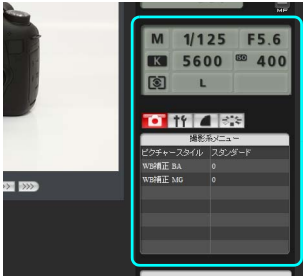 M 1/125 F5.6
K 5600 ISO 400
L
撮影系メニュー
ピクチャースタイル スタンダード
WB補正 BA 0
WB補正 MG 0